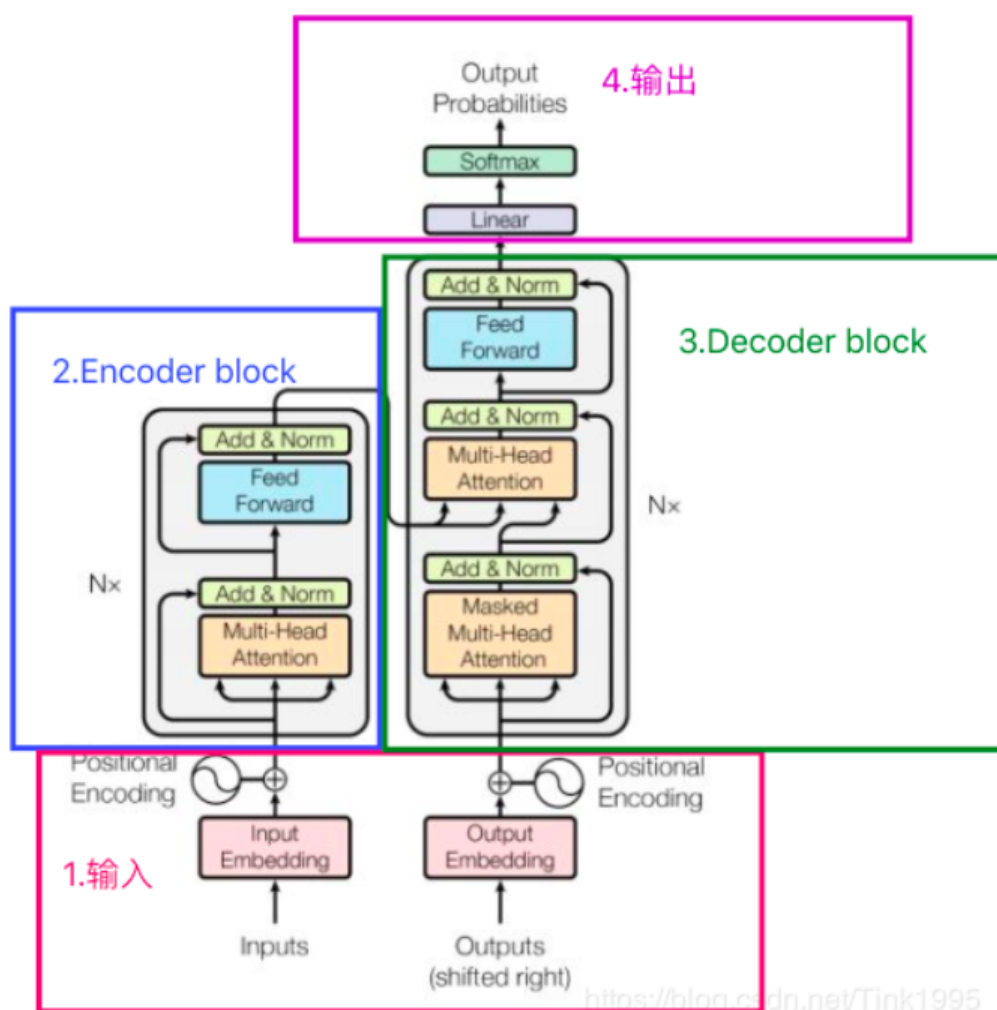 Output
Probabilities
4.输出
Softmax
Linear
Add & Norm
Feed
Forward
3.Decoder block
2.Encoder block
Add & Norm
Multi-Head
Attention
Add & Norm
Feed
Forward
N×
N×
Add & Norm
Masked
Multi-Head
Attention
Add & Norm
Multi-Head
Attention
Positional
Encoding
Positional
Encoding
Input
Embedding
Output
Embedding
1.输入
Inputs
Outputs
(shifted right)
https://blog.csdn.net/Tink1995